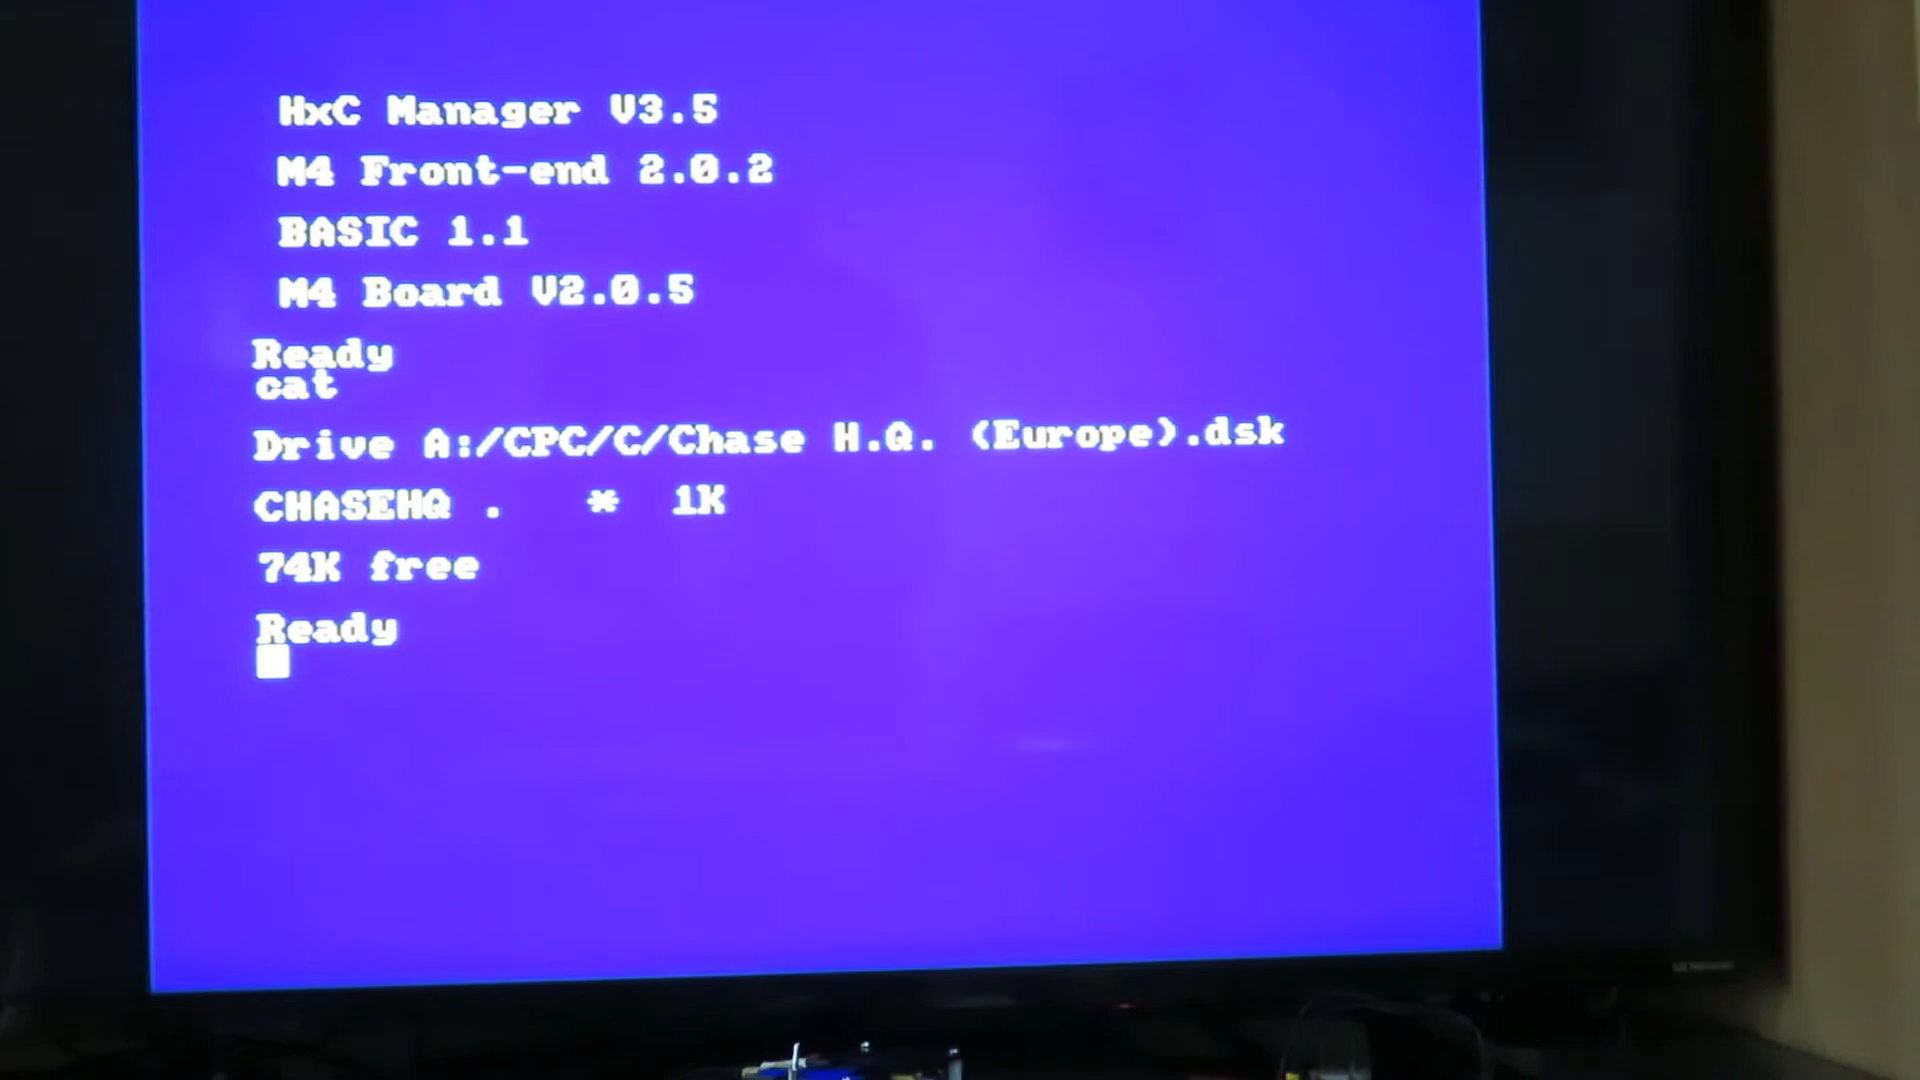 HxC Manager V3.5
M4 Front-end 2.0.2
BASIC 1.1
M4 Board V2.0.5
Ready
cat
Drive A:/CPC/C/Chase H.Q. (Europe).dsk
CHASEHQ .   *  1K
74K free
Ready